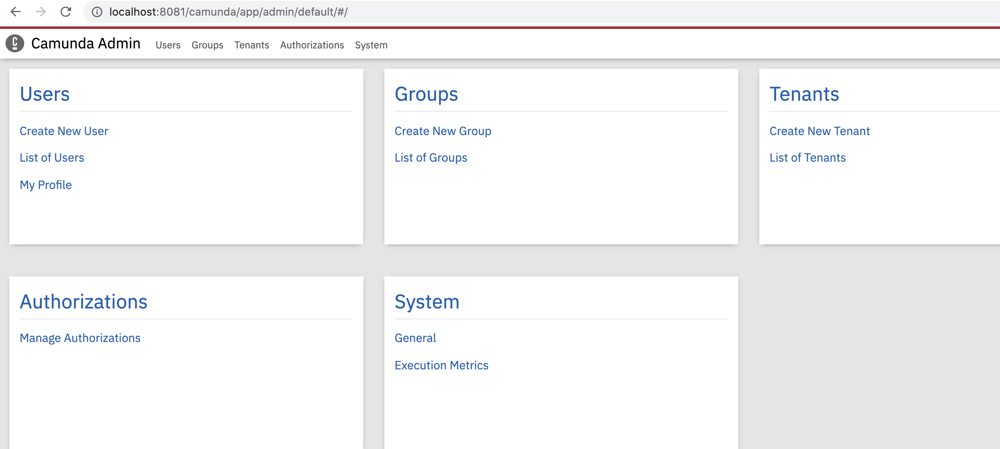 localhost:8081/camunda/app/admin/default/#/
Camunda Admin Users Groups Tenants Authorizations System
Users
Create New User
List of Users
My Profile
Groups
Create New Group
List of Groups
Tenants
Create New Tenant
List of Tenants
Authorizations
Manage Authorizations
System
General
Execution Metrics